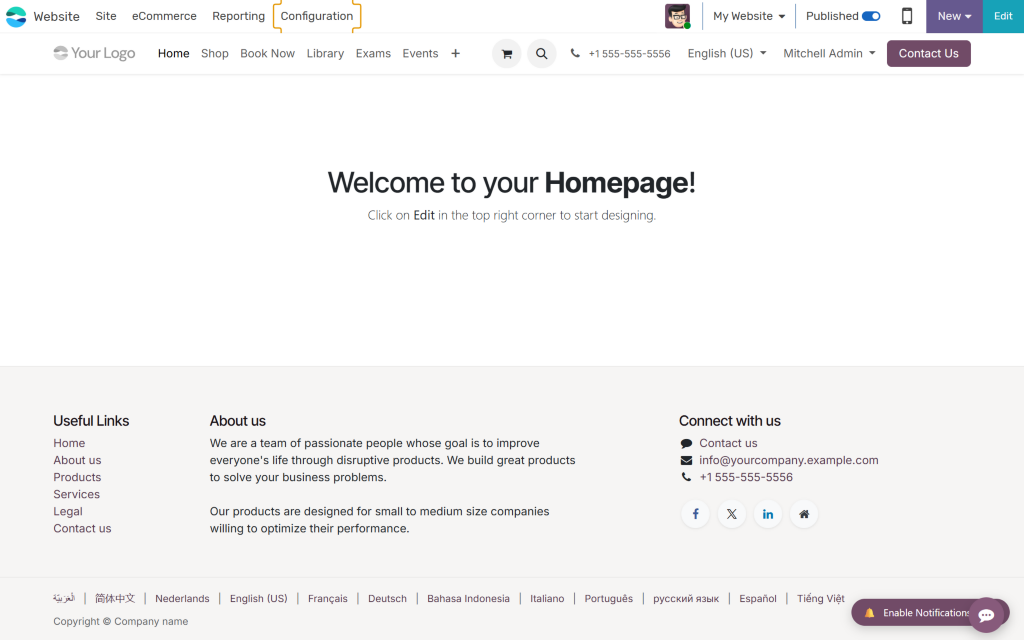 Website Site eCommerce Reporting Configuration My Website Published New Edit
Your Logo Home Shop Book Now Library Exams Events + +1 555-555-5556 English (US) Mitchell Admin Contact Us
Welcome to your Homepage!
Click on Edit in the top right corner to start designing.
Useful Links
Home
About us
Products
Services
Legal
Contact us
About us
We are a team of passionate people whose goal is to improve
everyone's life through disruptive products. We build great products
to solve your business problems.
Our products are designed for small to medium size companies
willing to optimize their performance.
Connect with us
Contact us
info@yourcompany.example.com
+1 555-555-5556
الْعَرَبيّة | 简体中文 | Nederlands | English (US) | Français | Deutsch | Bahasa Indonesia | Italiano | Português | русский язык | Español | Tiếng Việt
Copyright © Company name
Enable Notifications